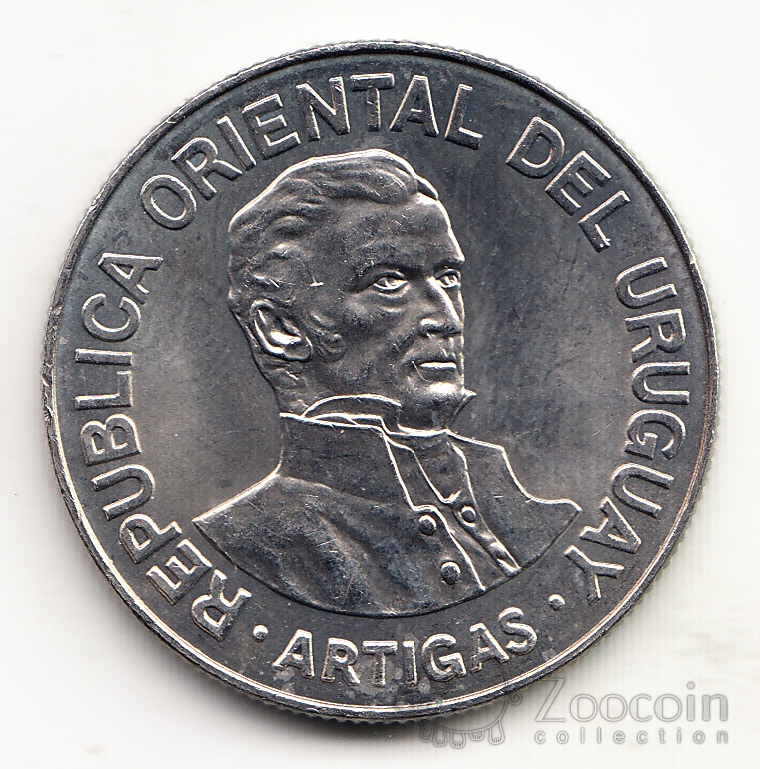 REPUBLICA ORIENTAL DEL URUGUAY
· ARTIGAS ·
Zoocoin
collection